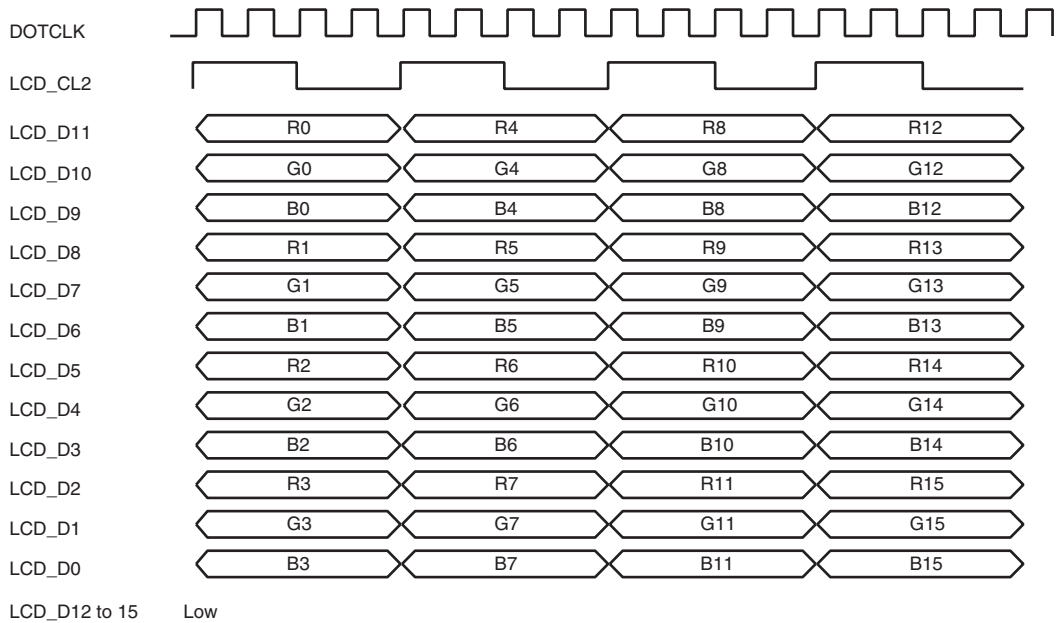 DOTCLK
LCD_CL2
LCD_D11 R0 R4 R8 R12
LCD_D10 G0 G4 G8 G12
LCD_D9 B0 B4 B8 B12
LCD_D8 R1 R5 R9 R13
LCD_D7 G1 G5 G9 G13
LCD_D6 B1 B5 B9 B13
LCD_D5 R2 R6 R10 R14
LCD_D4 G2 G6 G10 G14
LCD_D3 B2 B6 B10 B14
LCD_D2 R3 R7 R11 R15
LCD_D1 G3 G7 G11 G15
LCD_D0 B3 B7 B11 B15
LCD_D12 to 15 Low